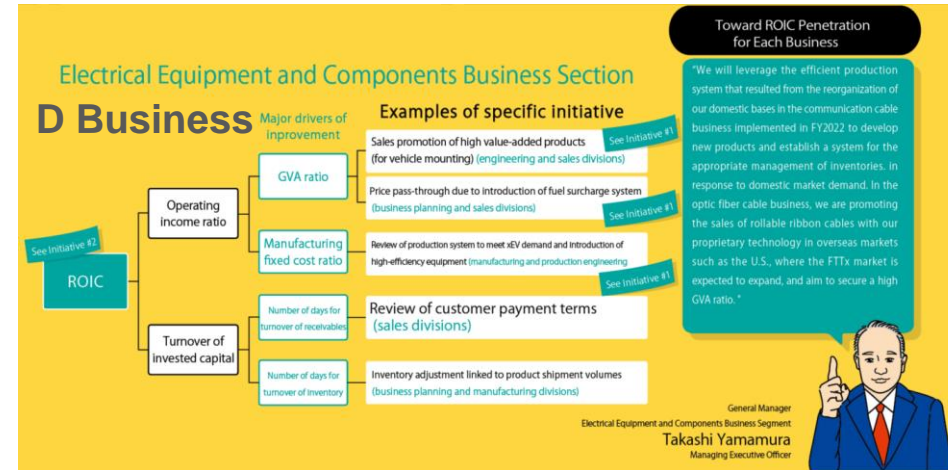 Toward ROIC Penetration
for Each Business
Electrical Equipment and Components Business Section
D Business
Major drivers of
inprovement
Examples of specific initiative
See Initiative #1
Sales promotion of high value-added products
(for vehicle mounting) (engineering and sales divisions)
GVA ratio
Price pass-through due to introduction of fuel surcharge system
(business planning and sales divisions)
See Initiative #1
Operating
income ratio
Manufacturing
fixed cost ratio
Review of production system to meet xEV demand and introduction of
high-efficiency equipment (manufacturing and production engineering
See Initiative #1
See Initiative #2
ROIC
Number of days for
turnover of receivables
Review of customer payment terms
(sales divisions)
Turnover of
invested capital
Number of days for
turnover of inventory
Inventory adjustment linked to product shipment volumes
(business planning and manufacturing divisions)
"We will leverage the efficient production
system that resulted from the reorganization of
our domestic bases in the communication cable
business implemented in FY2022 to develop
new products and establish a system for the
appropriate management of inventories. in
response to domestic market demand. In the
optic fiber cable business, we are promoting
the sales of rollable ribbon cables with our
proprietary technology in overseas markets
such as the U.S., where the FTTx market is
expected to expand, and aim to secure a high
GVA ratio. "
General Manager
Electrical Equipment and Components Business Segment
Takashi Yamamura
Managing Executive Officer